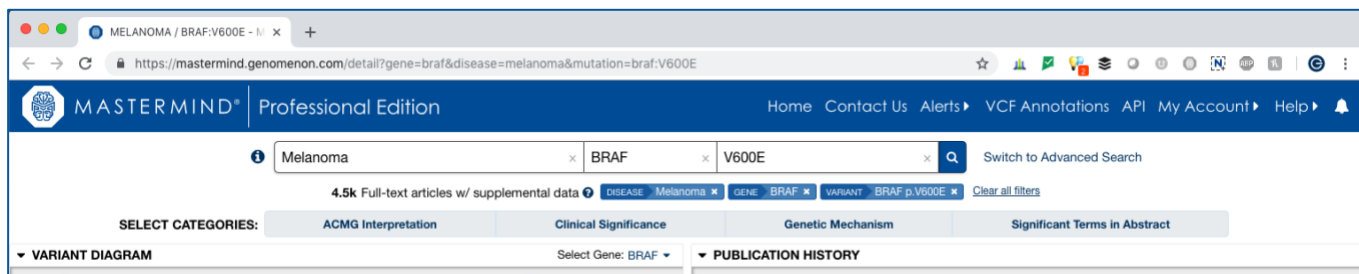 MELANOMA / BRAF:V600E - M
https://mastermind.genomenon.com/detail?gene=braf&disease=melanoma&mutation=braf:V600E
2 N ABP G
MASTERMIND® Professional Edition Home Contact Us Alerts VCF Annotations API My Account Help
Melanoma × BRAF × V600E × Switch to Advanced Search
4.5k Full-text articles w/ supplemental data DISEASE Melanoma × GENE BRAF × VARIANT BRAF p.V600E × Clear all filters
SELECT CATEGORIES: ACMG Interpretation Clinical Significance Genetic Mechanism Significant Terms in Abstract
VARIANT DIAGRAM Select Gene: BRAF PUBLICATION HISTORY